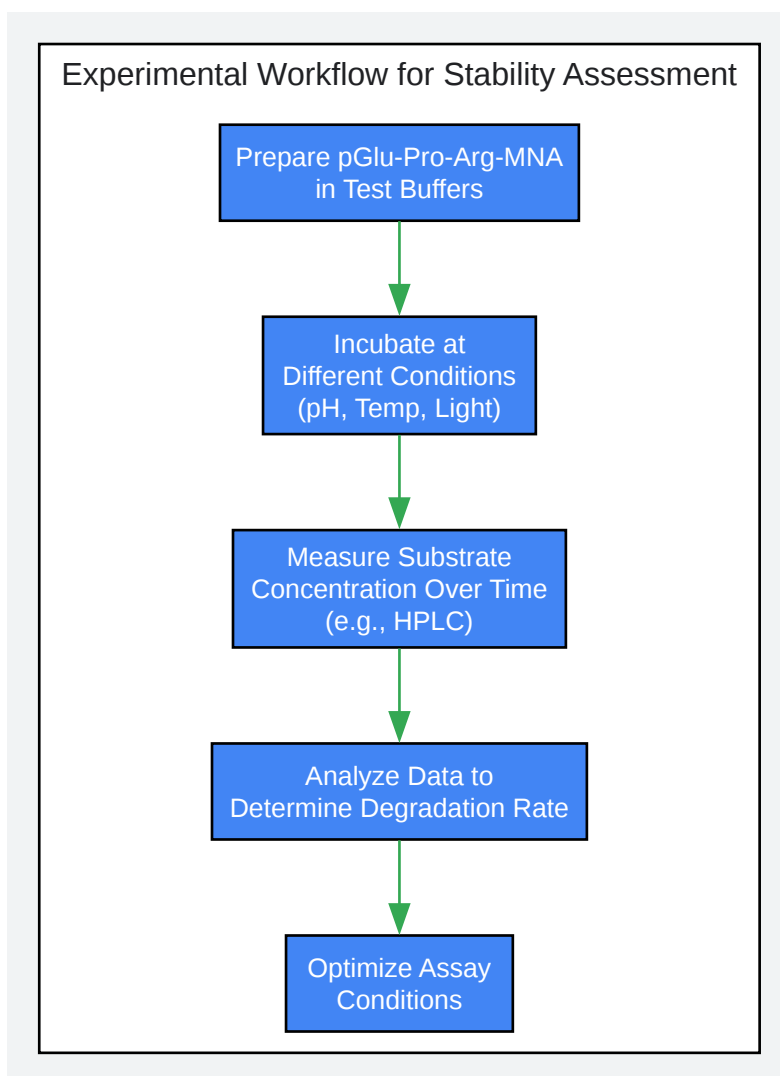 Experimental Workflow for Stability Assessment
Prepare pGlu-Pro-Arg-MNA
in Test Buffers
Incubate at
Different Conditions
(pH, Temp, Light)
Measure Substrate
Concentration Over Time
(e.g., HPLC)
Analyze Data to
Determine Degradation Rate
Optimize Assay
Conditions